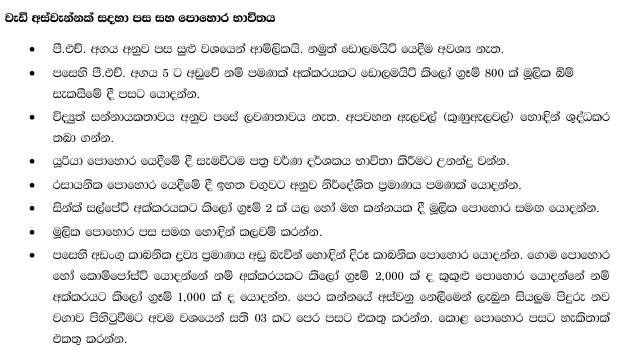 වැඩි අස්වැන්නක් සදහා පස සහ පොහොර භාවිතය
• පී.එච්. අගය අනුව පස සුළු වශයෙන් ආම්ලිකයි. නමුත් ඩොලමයිට් යෙදීම අවශ්‍ය නැත.
• පසෙහි පී.එච්. අගය 5 ට අඩුවේ නම් පමණක් අක්කරයකට ඩොලමයිට් කිලෝ ග්‍රෑම් 800 ක් මූලික බිම්
සැකසීමේ දී පසට යොදන්න.
• විද්‍යුත් සන්නායකතාවය අනුව පසේ ලවණතාවය නැත. අපවහන ඇලවල් (කුණුඇලවල්) හොඳින් ශුද්ධකර
තබා ගන්න.
• යූරියා පොහොර යෙදීමේ දී සැමවිටම පත්‍ර වර්ණ දර්ශකය භාවිතා කිරීමට උනන්දු වන්න.
• රසායනික පොහොර යෙදීමේ දී ඉහත වගුවට අනුව නිර්දේශිත ප්‍රමාණය පමණක් යොදන්න.
• සින්ක් සල්පේට් අක්කරයකට කිලෝ ග්‍රෑම් 2 ක් යල හෝ මහ කන්නයක දී මූලික පොහොර සමඟ යොදන්න.
• මූලික පොහොර පස සමඟ හොඳින් කලවම් කරන්න.
• පසෙහි අඩංගු කාබනික ද්‍රව්‍ය ප්‍රමාණය අඩු බැවින් හොඳින් දිරූ කාබනික පොහොර යොදන්න. ගොම පොහොර
හෝ කොම්පෝස්ට් යොදන්නේ නම් අක්කරයකට කිලෝ ග්‍රෑම් 2,000 ක් ද කුකුළු පොහොර යොදන්නේ නම්
අක්කරයට කිලෝ ග්‍රෑම් 1,000 ක් ද යොදන්න. පෙර කන්නයේ අස්වනු නෙලීමෙන් ලැබුන සියලුම පිදුරු නව
වගාව පිහිටුවීමට අවම වශයෙන් සති 03 කට පෙර පසට එකතු කරන්න. කොළ පොහොර පසට හැකිතාක්
එකතු කරන්න.